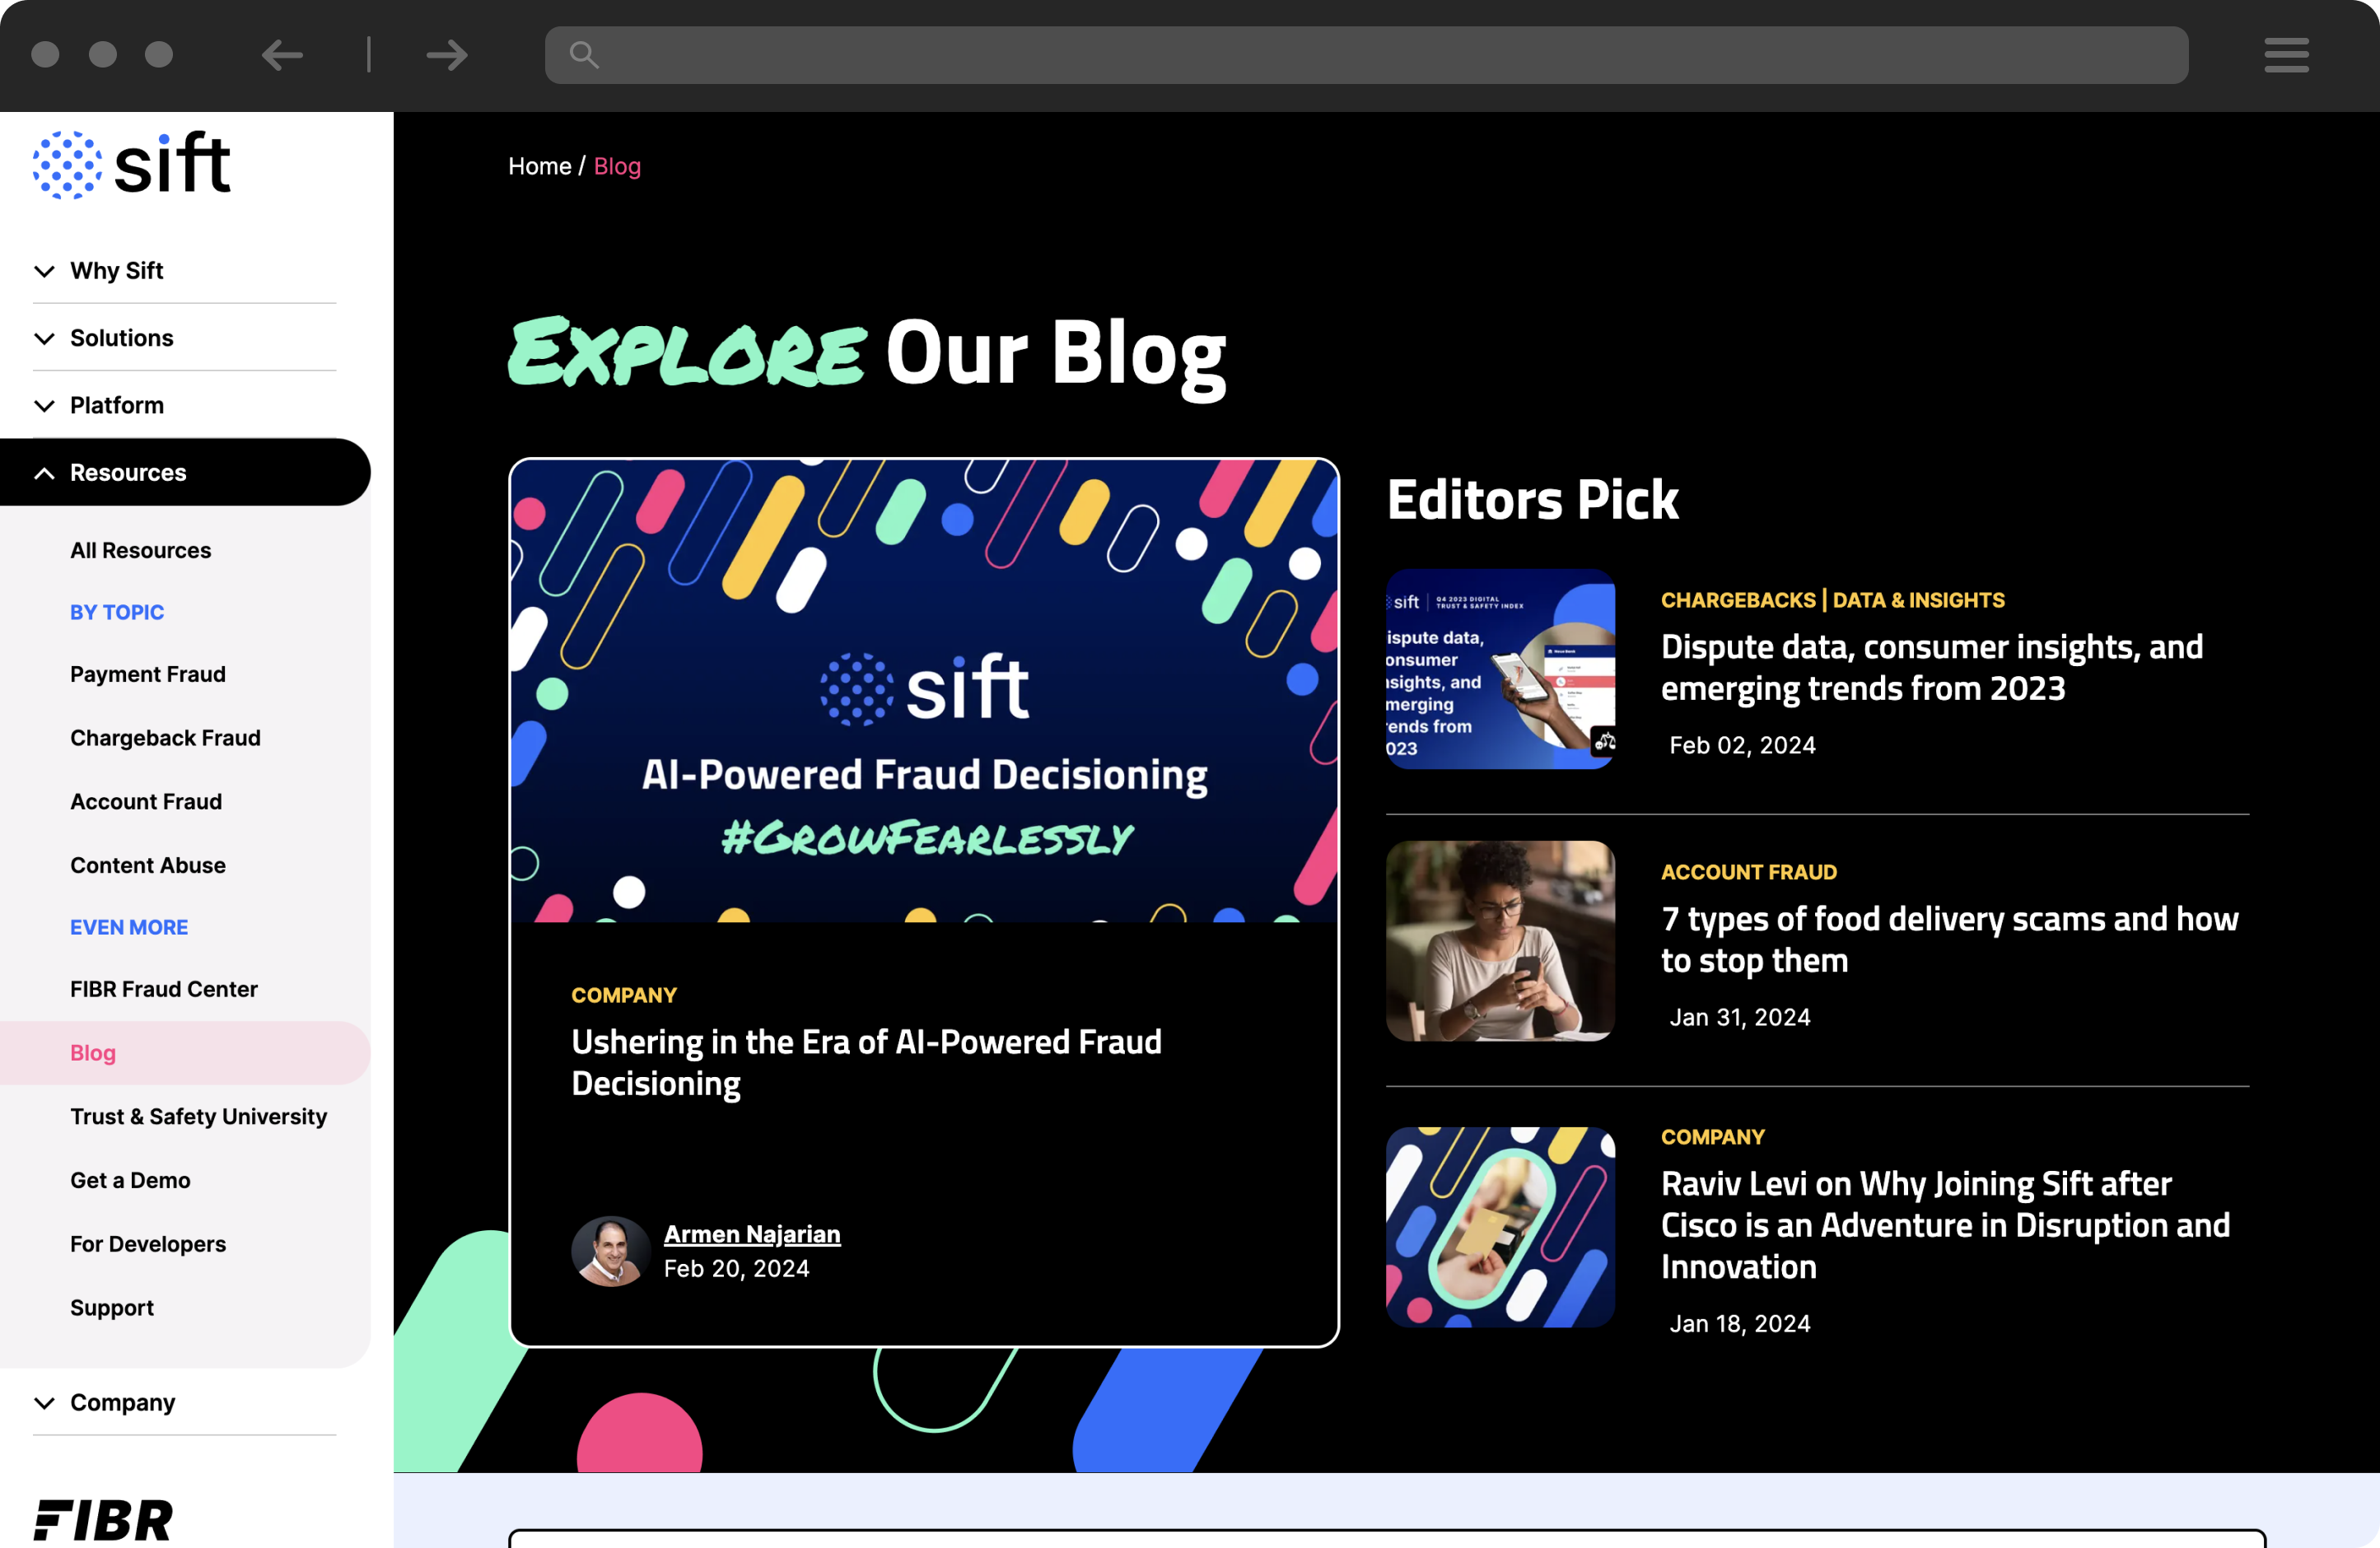 sift
Why Sift
Solutions
Platform
Resources
All Resources
BY TOPIC
Payment Fraud
Chargeback Fraud
Account Fraud
Content Abuse
EVEN MORE
FIBR Fraud Center
Blog
Trust & Safety University
Get a Demo
For Developers
Support
Company
FIBR
Home / Blog
EXPLORE Our Blog
sift
AI-Powered Fraud Decisioning
#GROWFEARLESSLY
COMPANY
Ushering in the Era of AI-Powered Fraud
Decisioning
Armen Najarian
Feb 20, 2024
Editors Pick
sift | Q4 2023 DIGITAL
TRUST & SAFETY INDEX
ispute data,
onsumer
nsights, and
merging
rends from
023
CHARGEBACKS | DATA & INSIGHTS
Dispute data, consumer insights, and
emerging trends from 2023
Feb 02, 2024
ACCOUNT FRAUD
7 types of food delivery scams and how
to stop them
Jan 31, 2024
COMPANY
Raviv Levi on Why Joining Sift after
Cisco is an Adventure in Disruption and
Innovation
Jan 18, 2024